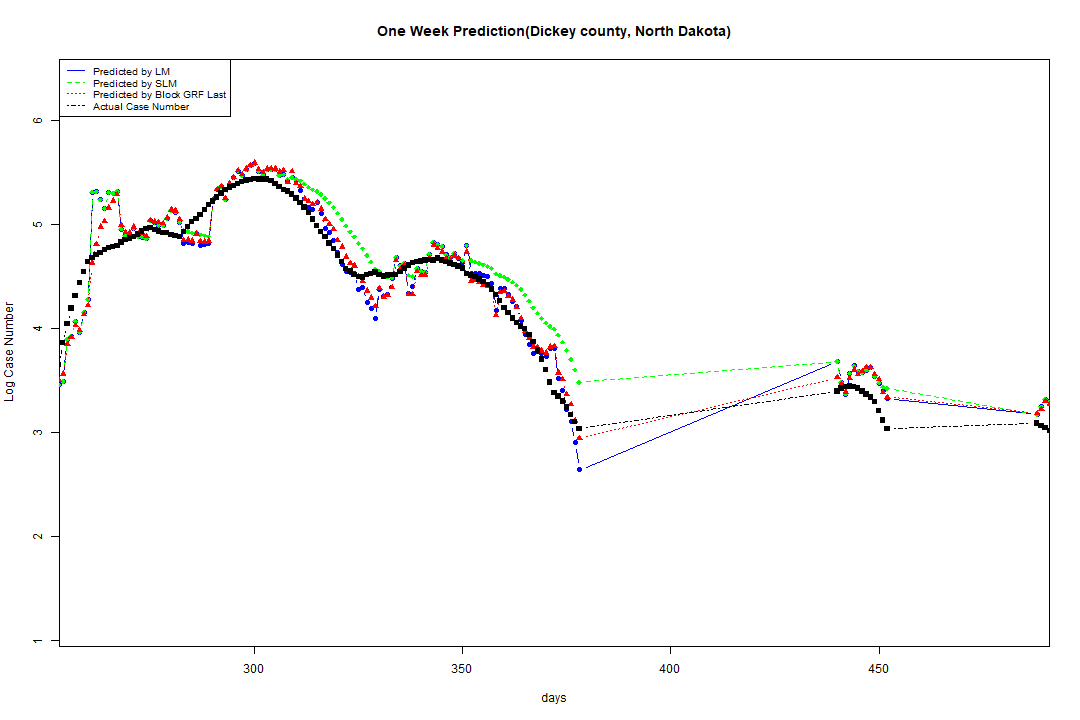 One Week Prediction(Dickey county, North Dakota)
Predicted by LM
Predicted by SLM
Predicted by Block GRF Last
Actual Case Number
Log Case Number
6
5
4
3
2
1
300
350
400
450
days